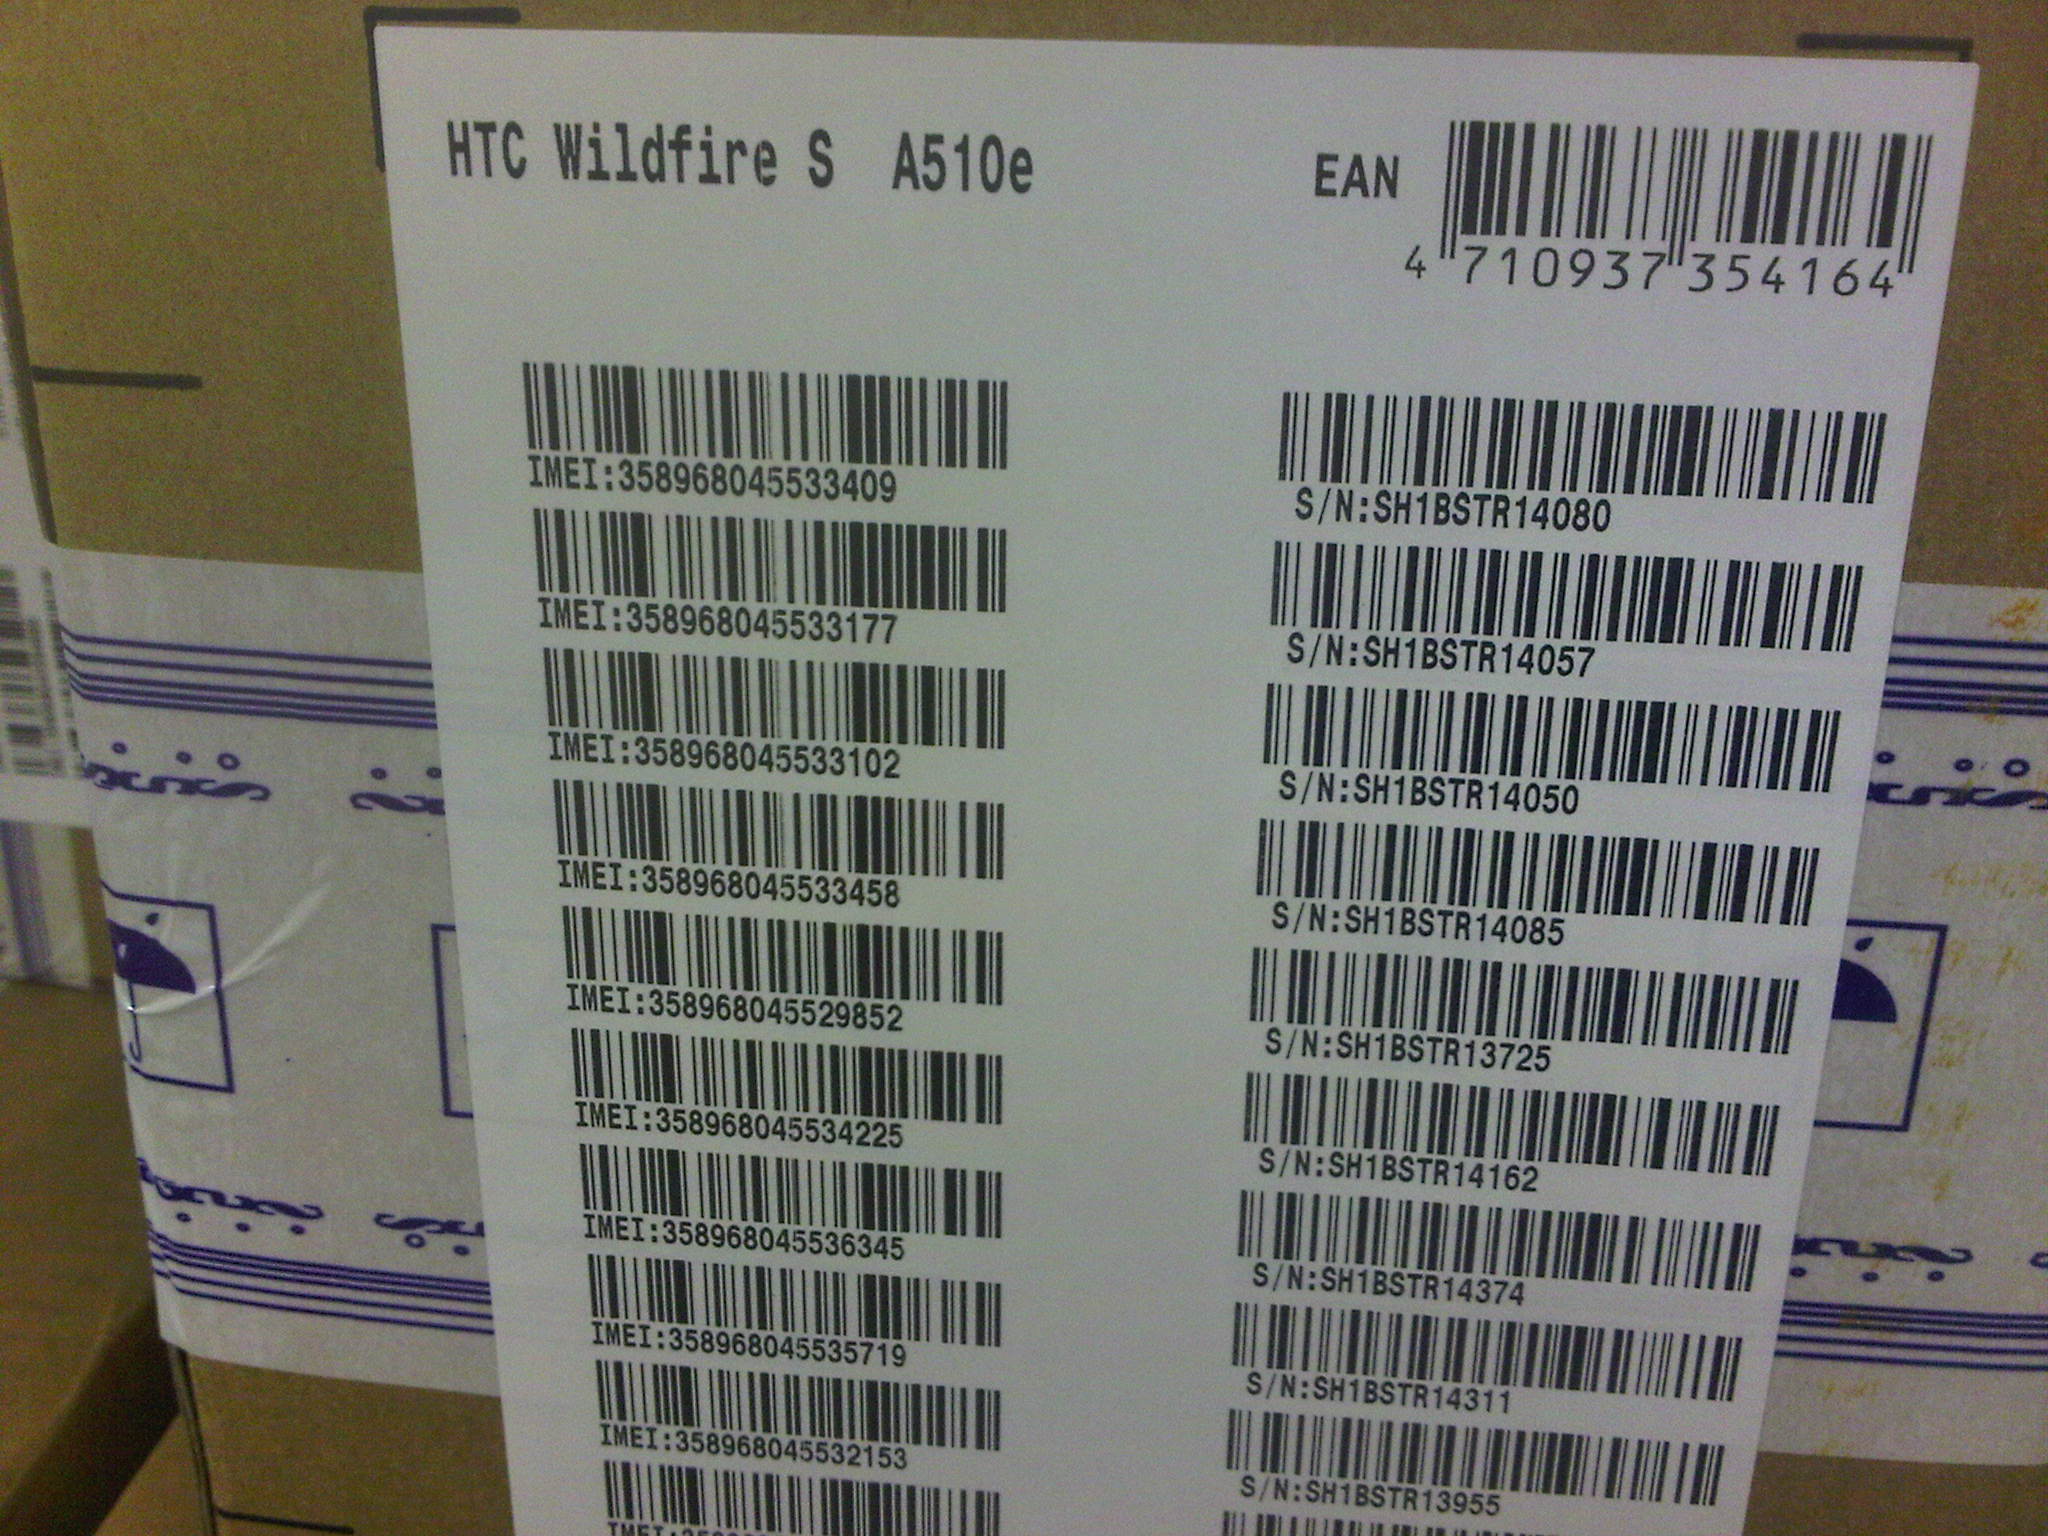 HTC Wildfire S A510e
EAN
4 710937 354164
IMEI:358968045533409
S/N:SH1BSTR14080
IMEI:358968045533177
S/N:SH1BSTR14057
IMEI:358968045533102
S/N:SH1BSTR14050
IMEI:358968045533458
S/N:SH1BSTR14085
IMEI:358968045529852
S/N:SH1BSTR13725
IMEI:358968045534225
S/N:SH1BSTR14162
IMEI:358968045536345
S/N:SH1BSTR14374
IMEI:358968045535719
S/N:SH1BSTR14311
IMEI:358968045532153
S/N:SH1BSTR13955